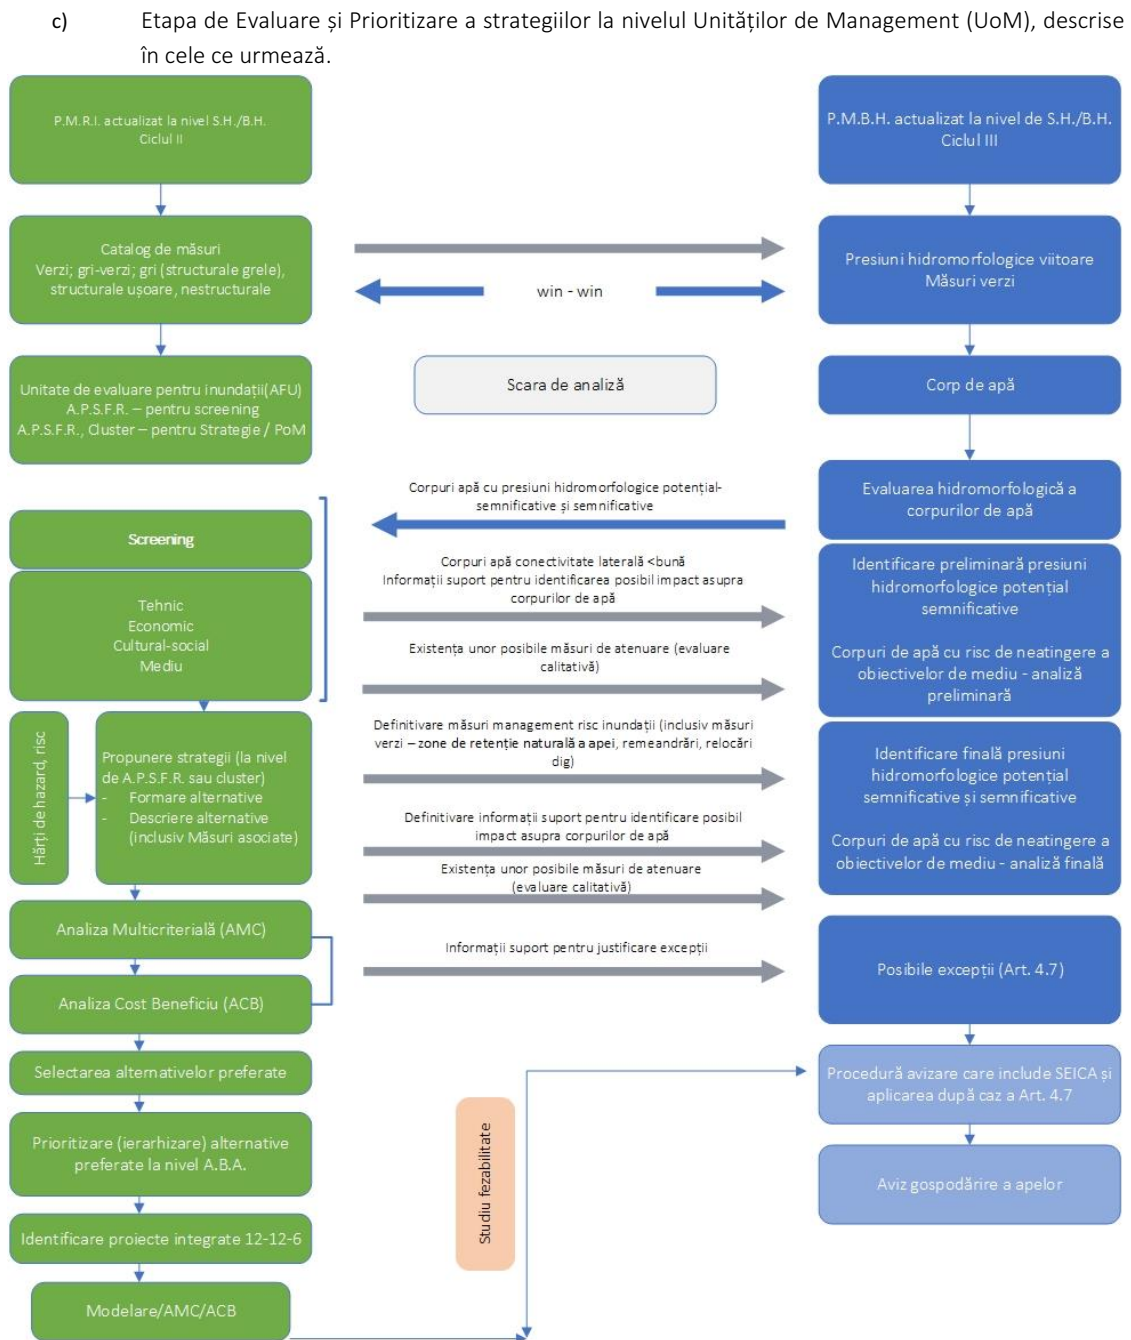 c) Etapa de Evaluare și Prioritizare a strategiilor la nivelul Unităților de Management (UoM), descrise
în cele ce urmează.
P.M.R.I. actualizat la nivel S.H./B.H.
Ciclul II
P.M.B.H. actualizat la nivel de S.H./B.H.
Ciclul III
Catalog de măsuri
Verzi; gri-verzi; gri (structurale grele),
structurale ușoare, nestructurale
win - win
Presiuni hidromorfologice viitoare
Măsuri verzi
Unitate de evaluare pentru inundații(AFU)
A.P.S.F.R. – pentru screening
A.P.S.F.R., Cluster – pentru Strategie / PoM
Scara de analiză
Corp de apă
Corpuri apă cu presiuni hidromorfologice potențial-
semnificative și semnificative
Evaluarea hidromorfologică a
corpurilor de apă
Screening
Tehnic
Economic
Cultural-social
Mediu
Corpuri apă conectivitate laterală <bună
Informații suport pentru identificarea posibil impact asupra
corpurilor de apă
Existența unor posibile măsuri de atenuare (evaluare
calitativă)
Identificare preliminară presiuni
hidromorfologice potențial
semnificative
Corpuri de apă cu risc de neatingere a
obiectivelor de mediu - analiză
preliminară
Hărți de hazard, risc
Propunere strategii (la nivel
de A.P.S.F.R. sau cluster)
- Formare alternative
- Descriere alternative
(inclusiv Măsuri asociate)
Definitivare măsuri management risc inundații (inclusiv măsuri
verzi – zone de retenție naturală a apei, remeandrări, relocări
dig)
Definitivare informații suport pentru identificare posibil
impact asupra corpurilor de apă
Existența unor posibile măsuri de atenuare
(evaluare calitativă)
Identificare finală presiuni
hidromorfologice potențial
semnificative și semnificative
Corpuri de apă cu risc de neatingere a
obiectivelor de mediu - analiză finală
Analiza Multicriterială (AMC)
Analiza Cost Beneficiu (ACB)
Informații suport pentru justificare excepții
Posibile excepții (Art. 4.7)
Selectarea alternativelor preferate
Prioritizare (ierarhizare) alternative
preferate la nivel A.B.A.
Identificare proiecte integrate 12-12-6
Modelare/AMC/ACB
Studiu fezabilitate
Procedură avizare care include SEICA și
aplicarea după caz a Art. 4.7
Aviz gospodărire a apelor